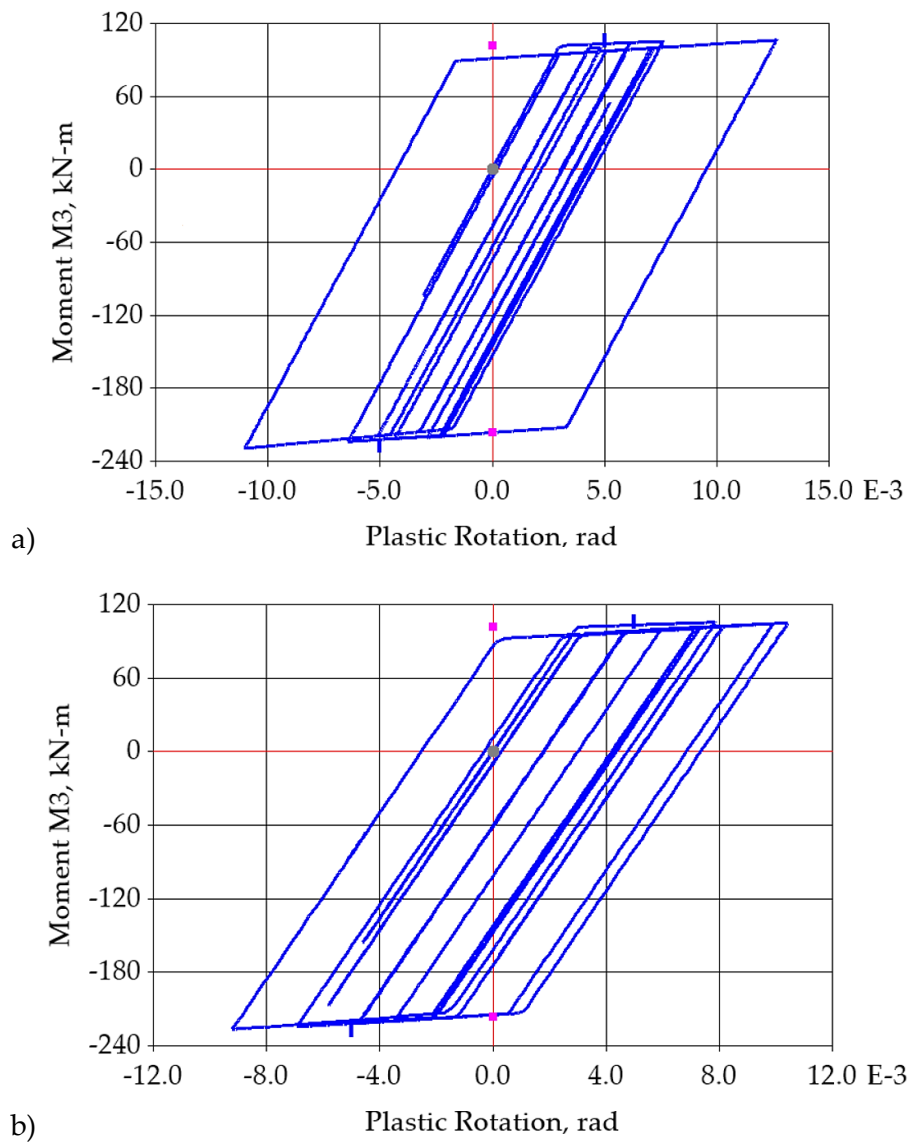 120
60
0
-60
-120
-180
-240
Moment M3, kN-m
-15.0 -10.0 -5.0 0.0 5.0 10.0 15.0 E-3
Plastic Rotation, rad
a)
120
60
0
-60
-120
-180
-240
Moment M3, kN-m
-12.0 -8.0 -4.0 0.0 4.0 8.0 12.0 E-3
Plastic Rotation, rad
b)